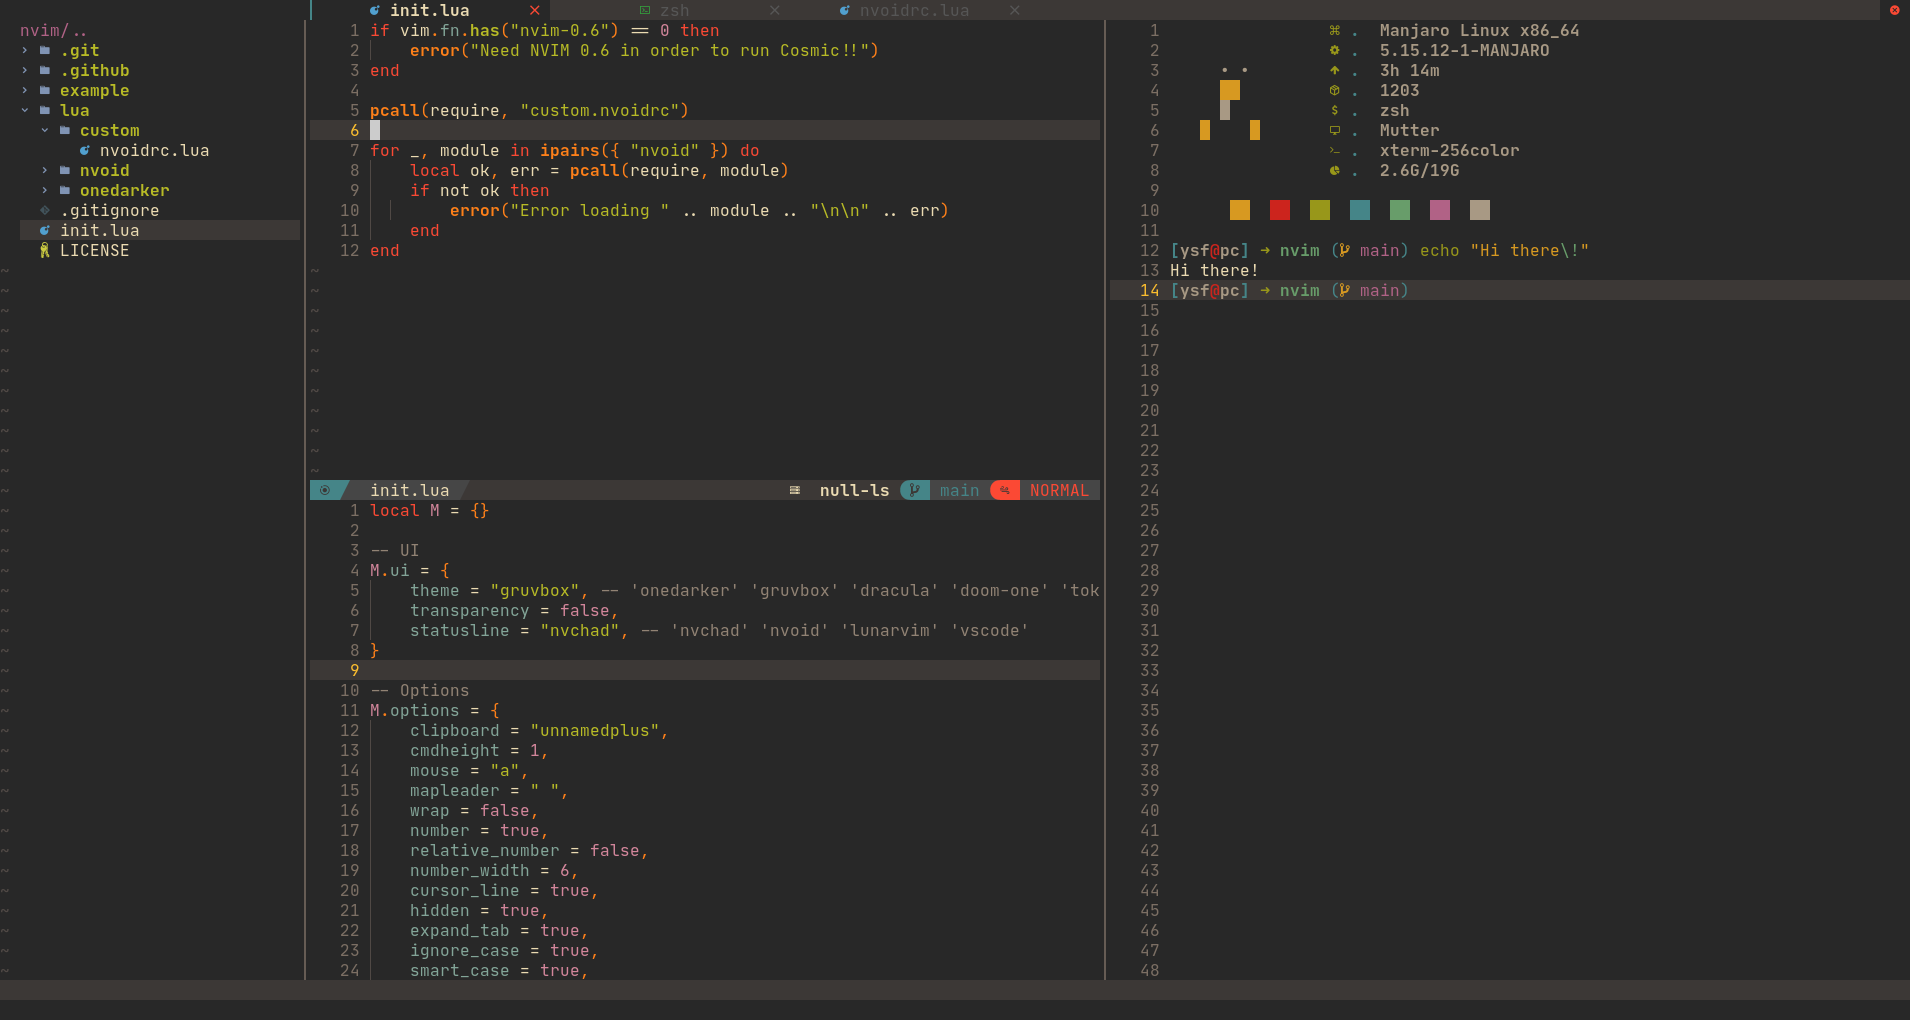 init.lua
zsh
nvoidrc.lua
nvim/..
.git
.github
example
lua
custom
nvoidrc.lua
nvoid
onedarker
.gitignore
init.lua
LICENSE
1 if vim.fn.has("nvim-0.6") == 0 then
2     error("Need NVIM 0.6 in order to run Cosmic!!")
3 end
4
5 pcall(require, "custom.nvoidrc")
6
7 for _, module in ipairs({ "nvoid" }) do
8     local ok, err = pcall(require, module)
9     if not ok then
10         error("Error loading " .. module .. "\n\n" .. err)
11     end
12 end
init.lua null-ls main NORMAL
1 local M = {}
2
3 -- UI
4 M.ui = {
5     theme = "gruvbox", -- 'onedarker' 'gruvbox' 'dracula' 'doom-one' 'tok
6     transparency = false,
7     statusline = "nvchad", -- 'nvchad' 'nvoid' 'lunarvim' 'vscode'
8 }
9
10 -- Options
11 M.options = {
12     clipboard = "unnamedplus",
13     cmdheight = 1,
14     mouse = "a",
15     mapleader = " ",
16     wrap = false,
17     number = true,
18     relative_number = false,
19     number_width = 6,
20     cursor_line = true,
21     hidden = true,
22     expand_tab = true,
23     ignore_case = true,
24     smart_case = true,
1 . Manjaro Linux x86_64
2 . 5.15.12-1-MANJARO
3 . 3h 14m
4 . 1203
5 $ . zsh
6 . Mutter
7 >_ . xterm-256color
8 . 2.6G/19G
9
10
11
12 [ysf@pc] → nvim ( main) echo "Hi there\!"
13 Hi there!
14 [ysf@pc] → nvim ( main)
15
16
17
18
19
20
21
22
23
24
25
26
27
28
29
30
31
32
33
34
35
36
37
38
39
40
41
42
43
44
45
46
47
48